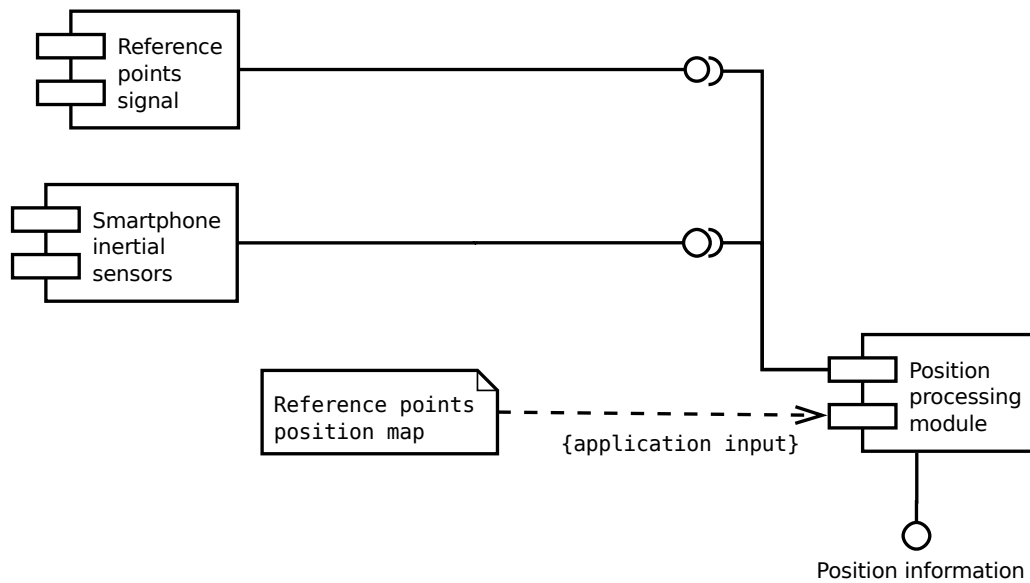 Reference
points
signal
Smartphone
inertial
sensors
Reference points
position map
{application input}
Position
processing
module
Position information